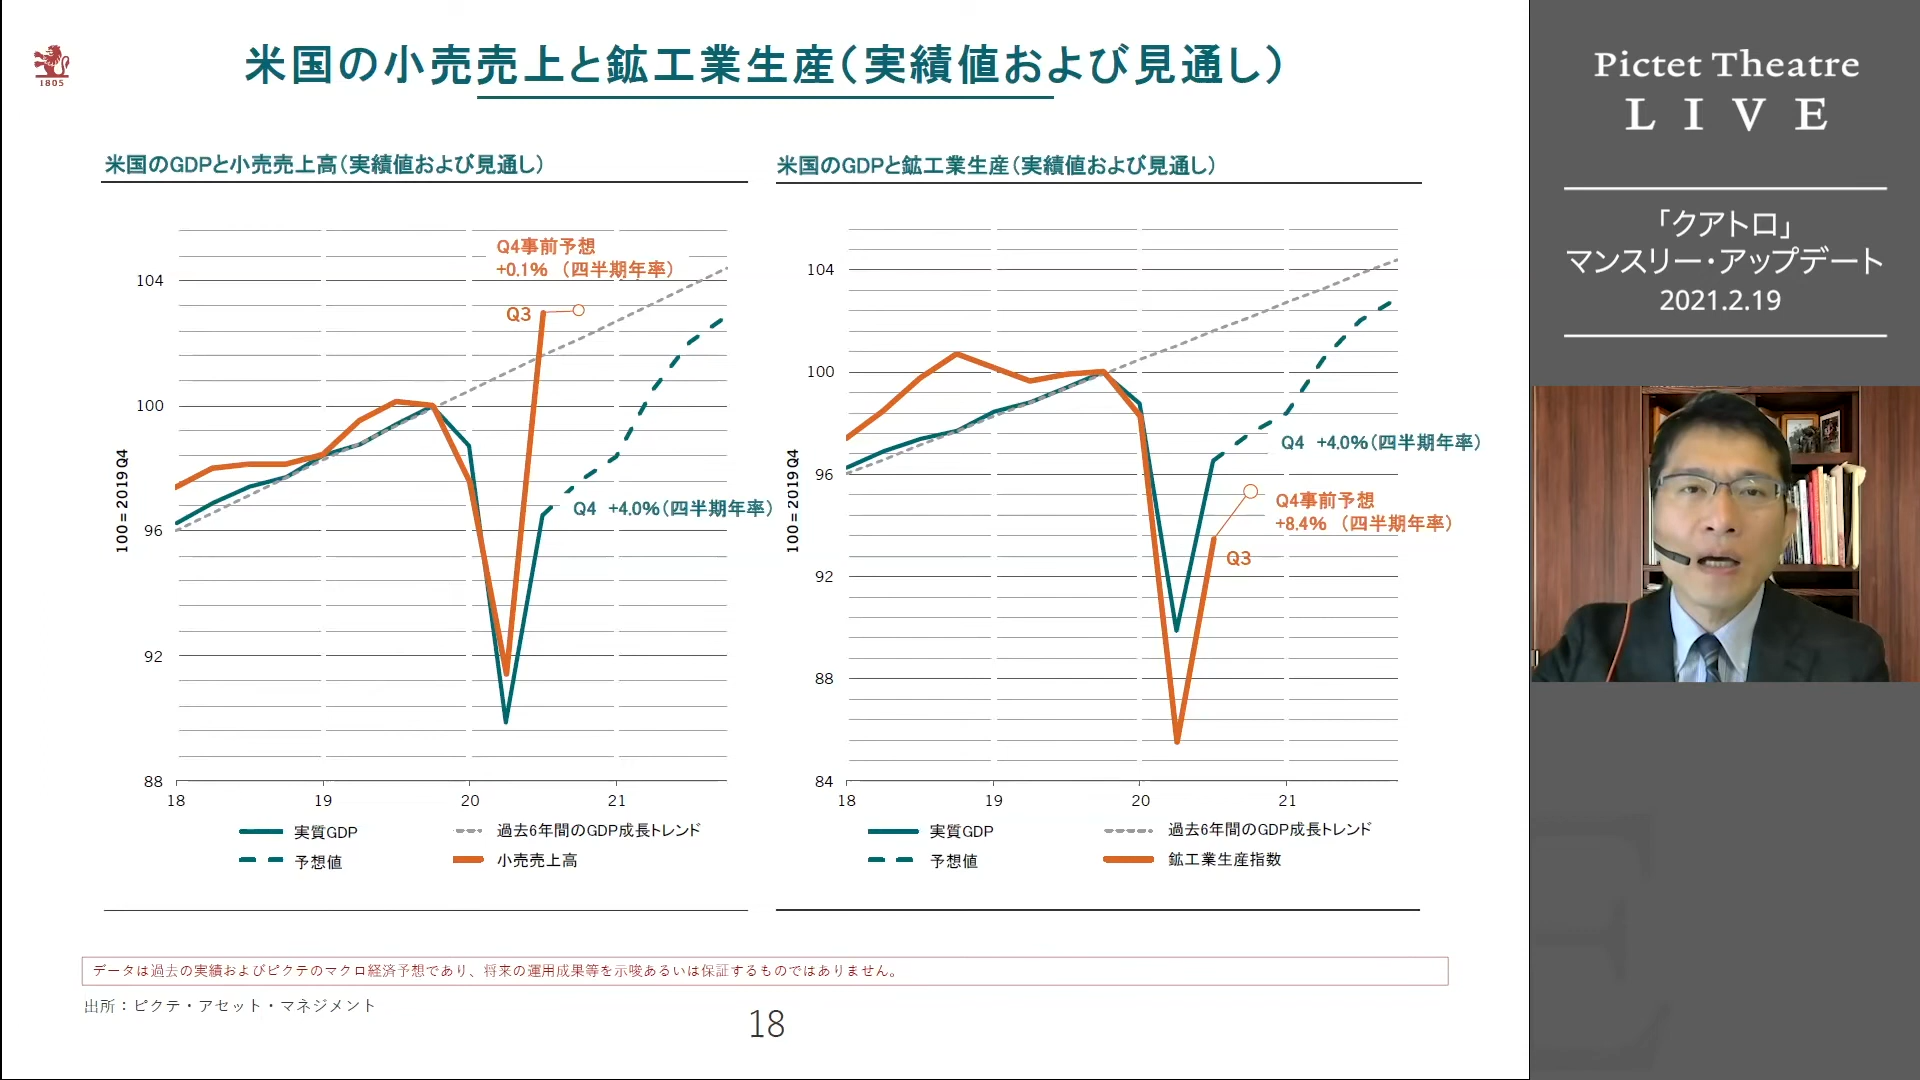 1805
米国の小売売上と鉱工業生産（実績値および見通し）
米国のGDPと小売売上高（実績値および見通し）
100 = 2019 Q4
104
100
96
92
88
18
19
20
21
Q4事前予想
+0.1% （四半期年率）
Q3
Q4 +4.0%（四半期年率）
実質GDP
過去6年間のGDP成長トレンド
予想値
小売売上高
米国のGDPと鉱工業生産（実績値および見通し）
100 = 2019 Q4
104
100
96
92
88
84
18
19
20
21
Q4 +4.0%（四半期年率）
Q4事前予想
+8.4% （四半期年率）
Q3
実質GDP
過去6年間のGDP成長トレンド
予想値
鉱工業生産指数
データは過去の実績およびピクテのマクロ経済予想であり、将来の運用成果等を示唆あるいは保証するものではありません。
出所：ピクテ・アセット・マネジメント
18
Pictet Theatre
LIVE
「クアトロ」
マンスリー・アップデート
2021.2.19